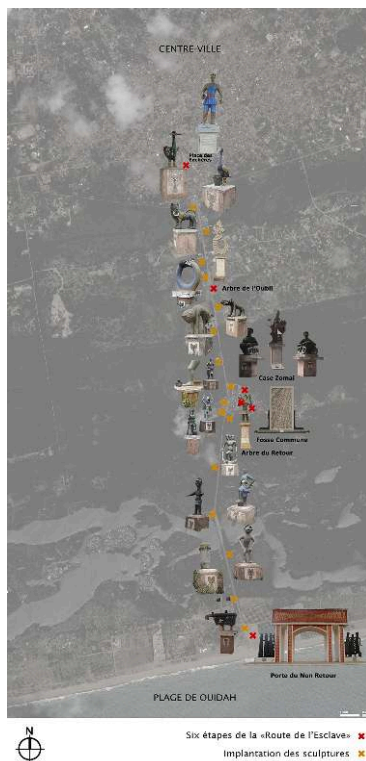 CENTRE-VILLE
Place des
Enchères
Arbre de l'Oubli
Case Zomaï
Fosse Commune
Arbre du Retour
Porte du Non Retour
PLAGE DE OUIDAH
N
Six étapes de la «Route de l'Esclave»
Implantation des sculptures